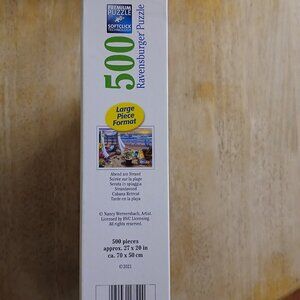 PREMIUM
PUZZLE
SOFTCLICK
TECHNOLOGY
500
Ravensburger Puzzle
Large
Piece
Format
Abend am Strand
Soirée sur la plage
Serata in spiaggia
Strandavond
Cabana Retreat
Tarde en la playa
© Nancy Wernersbach, Artist.
Licensed by HVC Licensing
All rights reserved.
500 pieces
approx. 27 x 20 in
ca. 70 x 50 cm
©2021